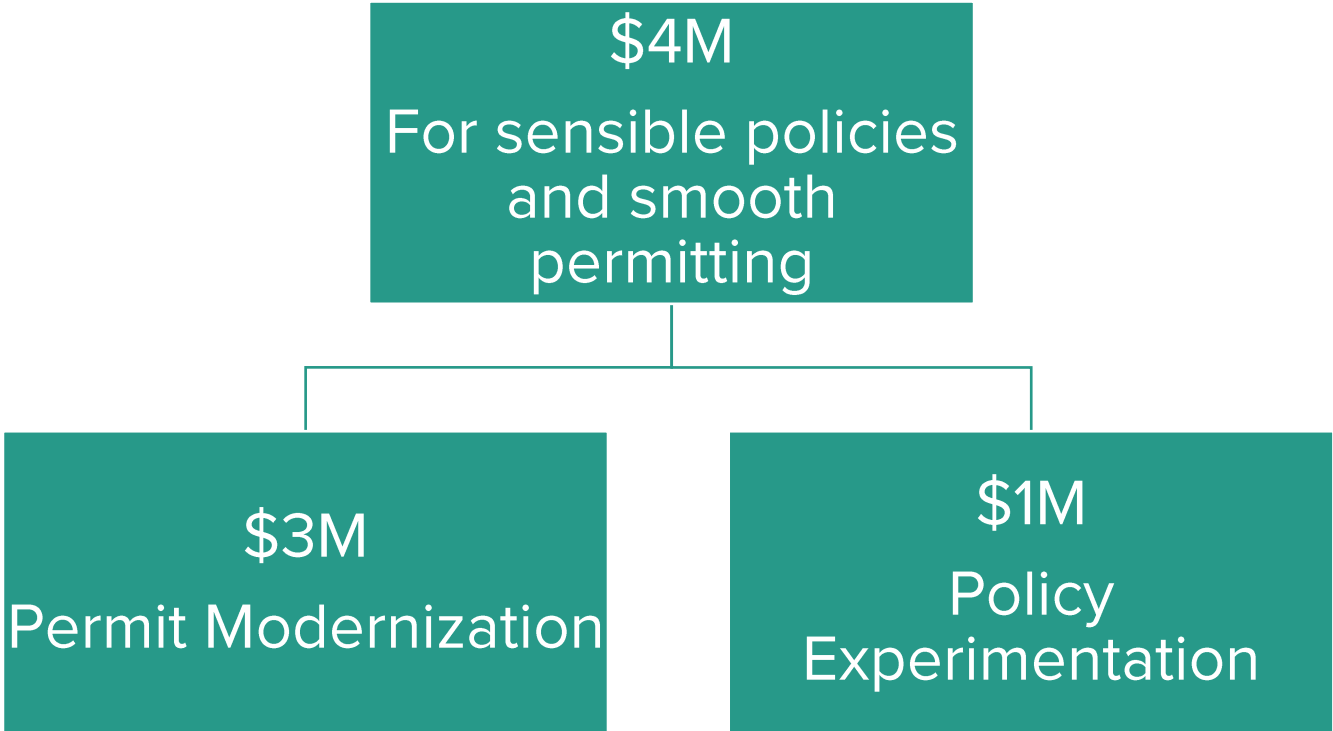 $4M
For sensible policies
and smooth
permitting
$3M
Permit Modernization
$1M
Policy
Experimentation